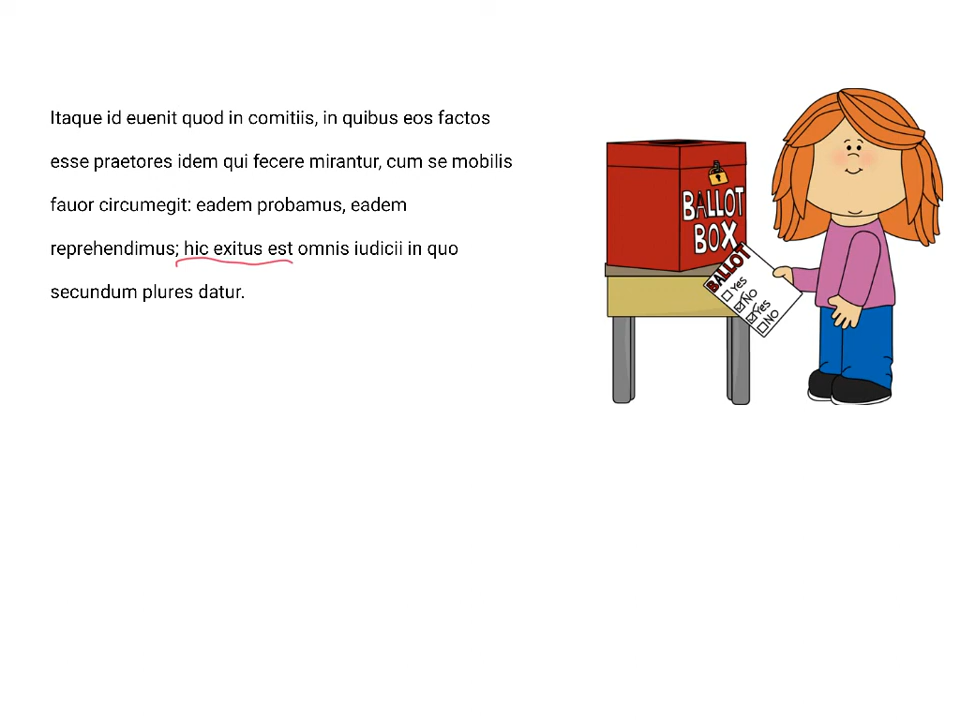 Itaque id euenit quod in comitiis, in quibus eos factos
esse praetores idem qui fecere mirantur, cum se mobilis
fauor circumegit: eadem probamus, eadem
reprehendimus; hic exitus est omnis iudicii in quo
secundum plures datur.
BALLOT
BOX
BALLOT
Yes
No
Yes
No